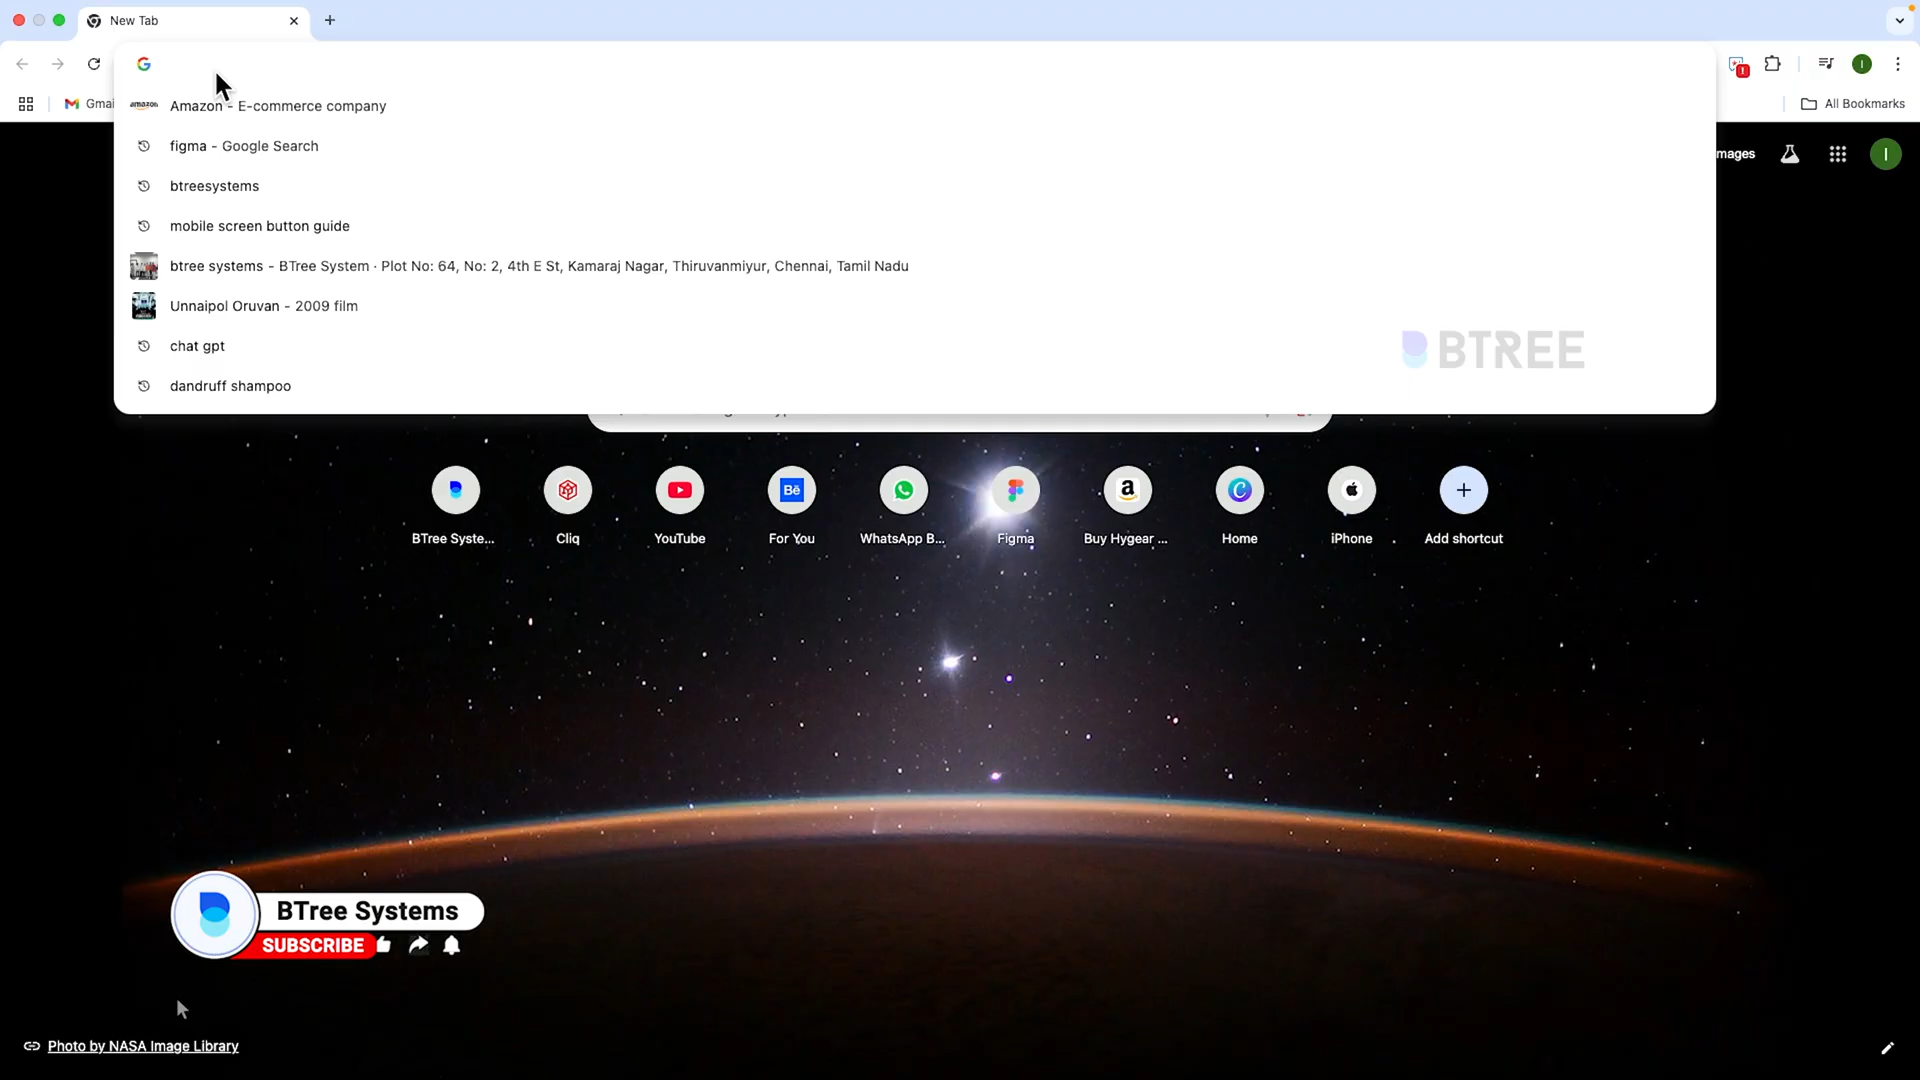 New Tab
Gmai
All Bookmarks
amazon
Amazon - E-commerce company
figma - Google Search
mages
I
btreesystems
mobile screen button guide
btree systems - BTree System · Plot No: 64, No: 2, 4th E St, Kamaraj Nagar, Thiruvanmiyur, Chennai, Tamil Nadu
Unnaipol Oruvan - 2009 film
BTREE
chat gpt
dandruff shampoo
Bē
a
BTree Syste...
Cliq
YouTube
For You
WhatsApp B...
Figma
Buy Hygear ...
Home
iPhone
Add shortcut
BTree Systems
SUBSCRIBE
Photo by NASA Image Library